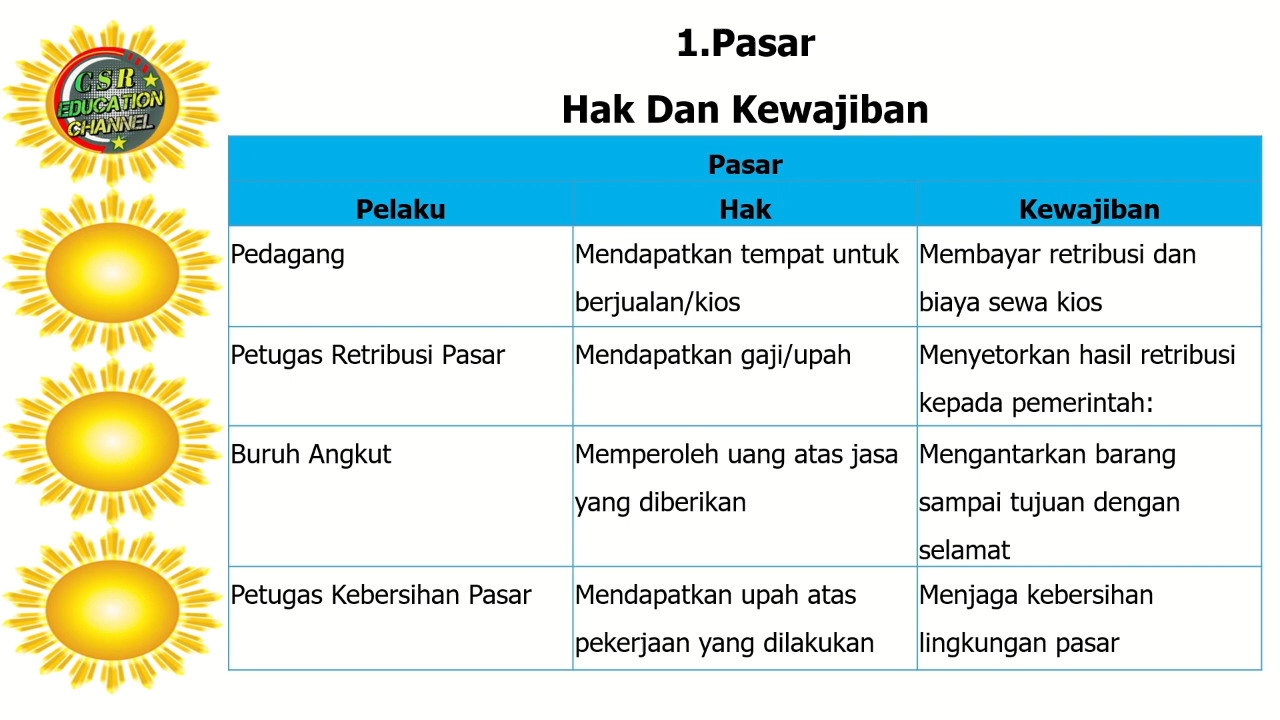 CSR
EDUCATION
CHANNEL
1.Pasar
Hak Dan Kewajiban
Pasar
Pelaku
Hak
Kewajiban
Pedagang
Mendapatkan tempat untuk
berjualan/kios
Membayar retribusi dan
biaya sewa kios
Petugas Retribusi Pasar
Mendapatkan gaji/upah
Menyetorkan hasil retribusi
kepada pemerintah:
Buruh Angkut
Memperoleh uang atas jasa
yang diberikan
Mengantarkan barang
sampai tujuan dengan
selamat
Petugas Kebersihan Pasar
Mendapatkan upah atas
pekerjaan yang dilakukan
Menjaga kebersihan
lingkungan pasar